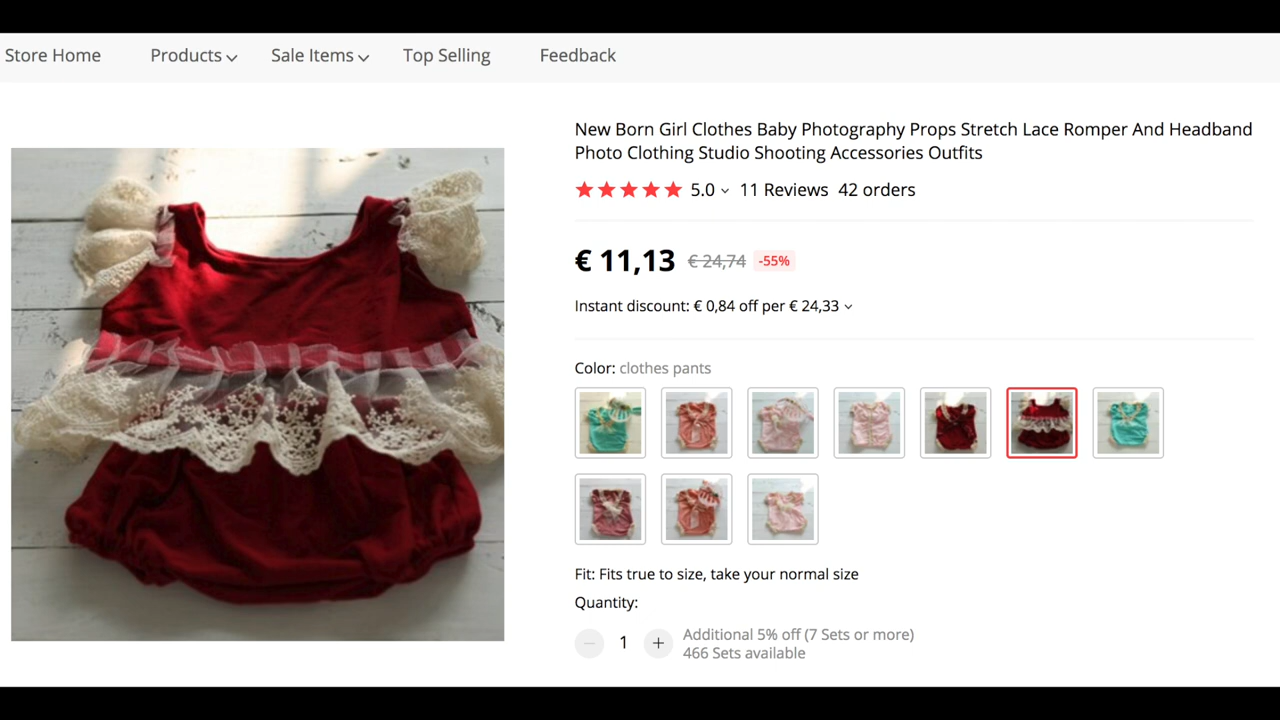 Store Home Products Sale Items Top Selling Feedback
New Born Girl Clothes Baby Photography Props Stretch Lace Romper And Headband
Photo Clothing Studio Shooting Accessories Outfits
5.0 11 Reviews 42 orders
€ 11,13 € 24,74 -55%
Instant discount: € 0,84 off per € 24,33
Color: clothes pants
Fit: Fits true to size, take your normal size
Quantity:
1 Additional 5% off (7 Sets or more)
466 Sets available